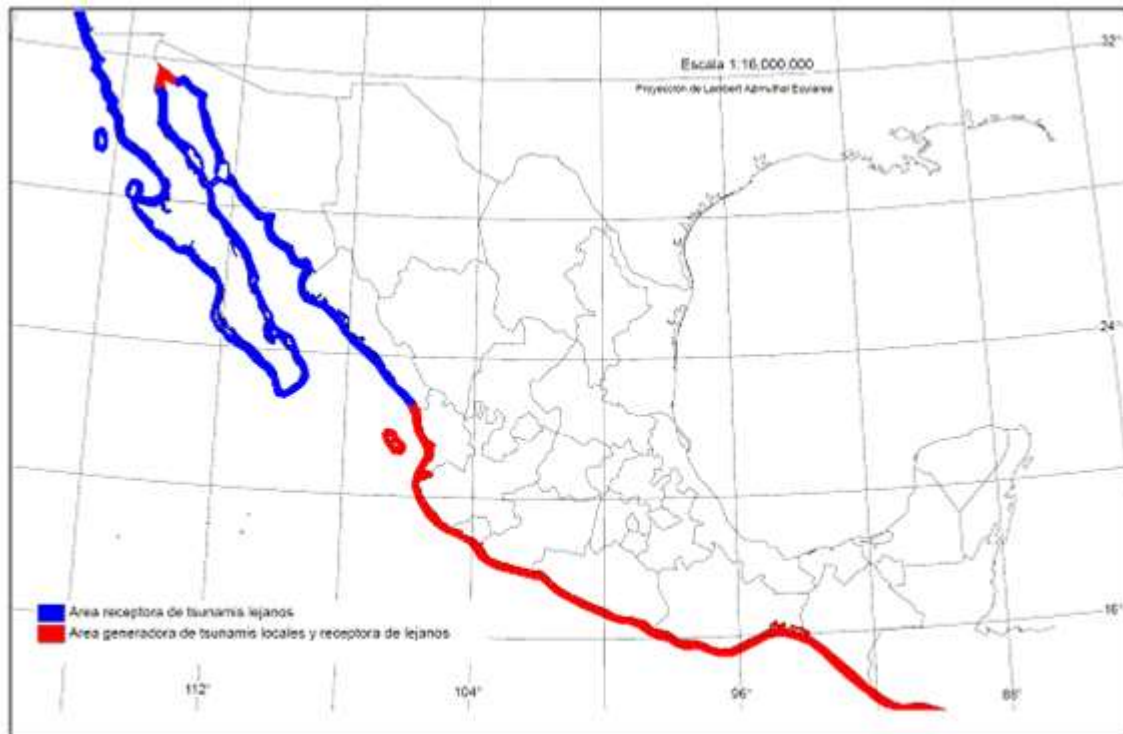 32°
Escala 1:16,000,000
Proyección de Lambert Azimuthal Equiarea
24°
Area receptora de tsunamis lejanos
Area generadora de tsunamis locales y receptora de lejanos
16°
112°
104°
96°
88°